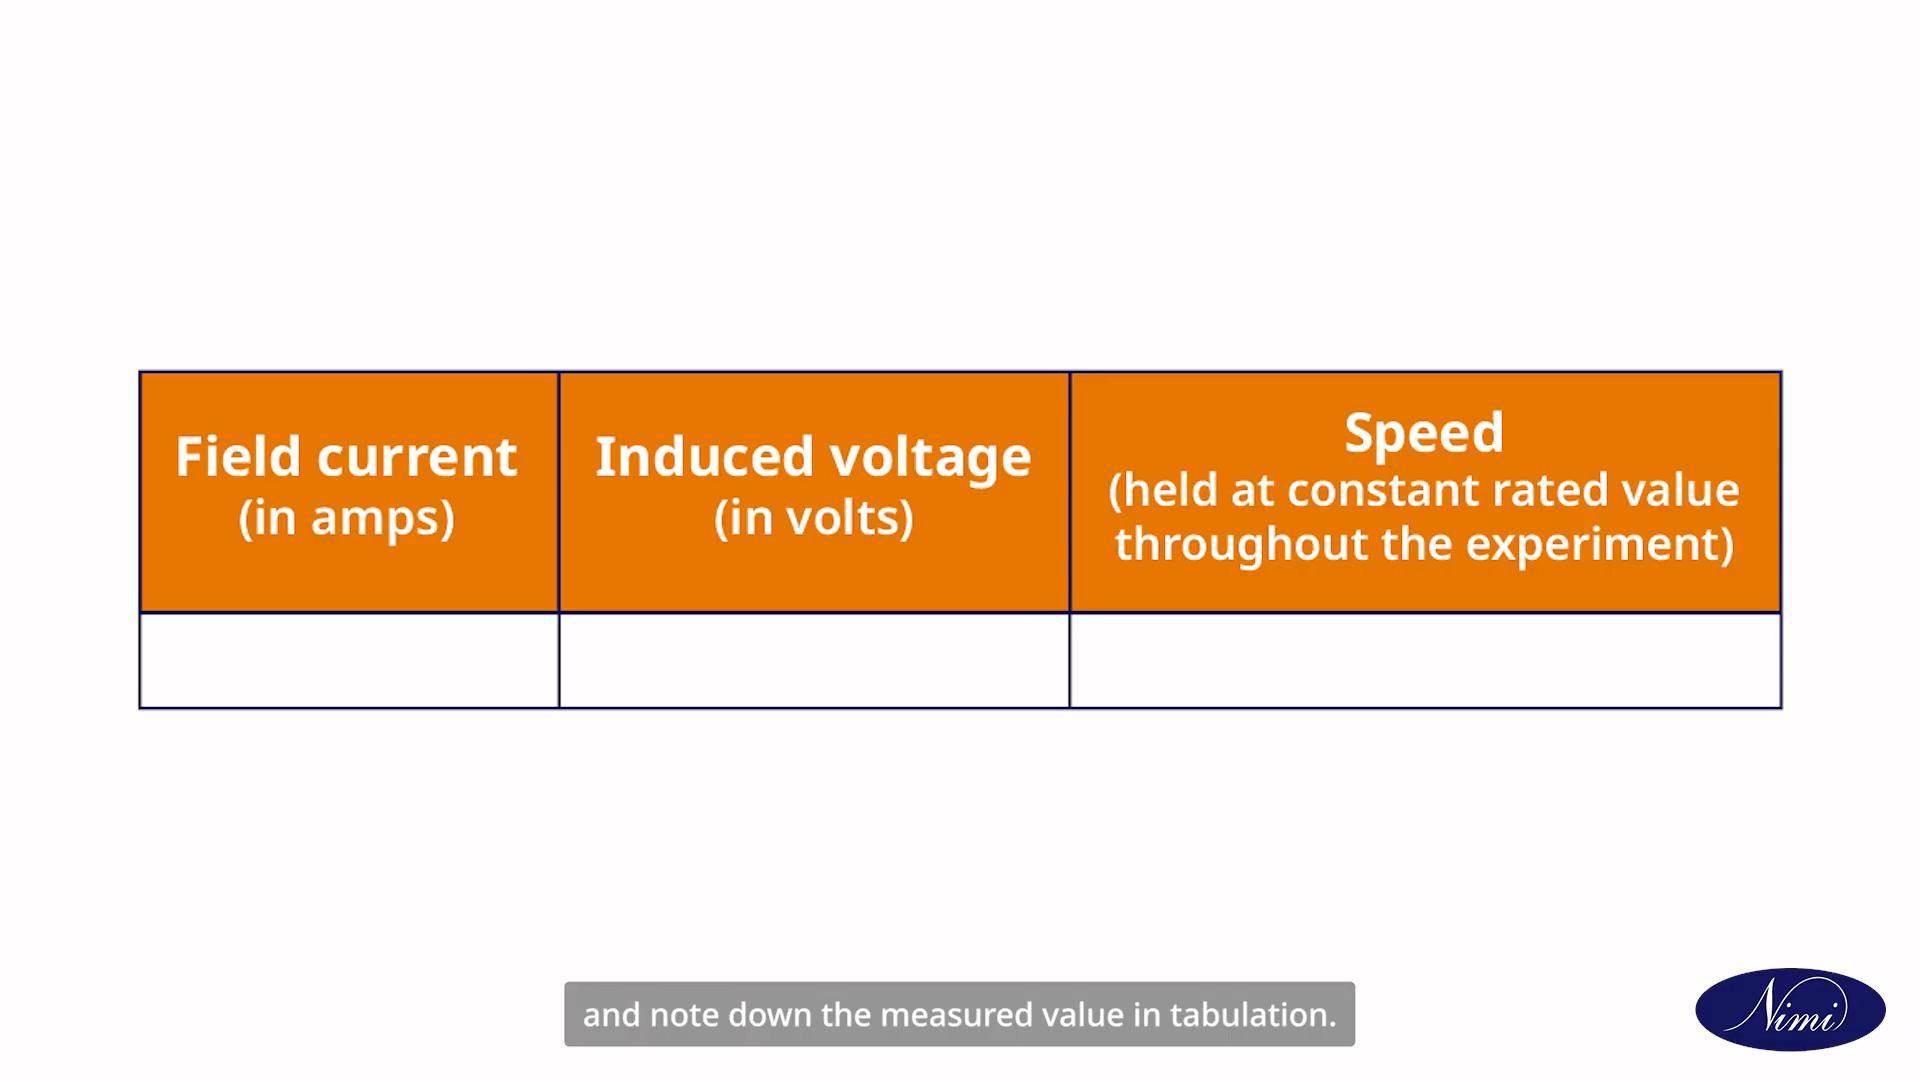 Field current
(in amps)
Induced voltage
(in volts)
Speed
(held at constant rated value
throughout the experiment)
and note down the measured value in tabulation.
Nimi